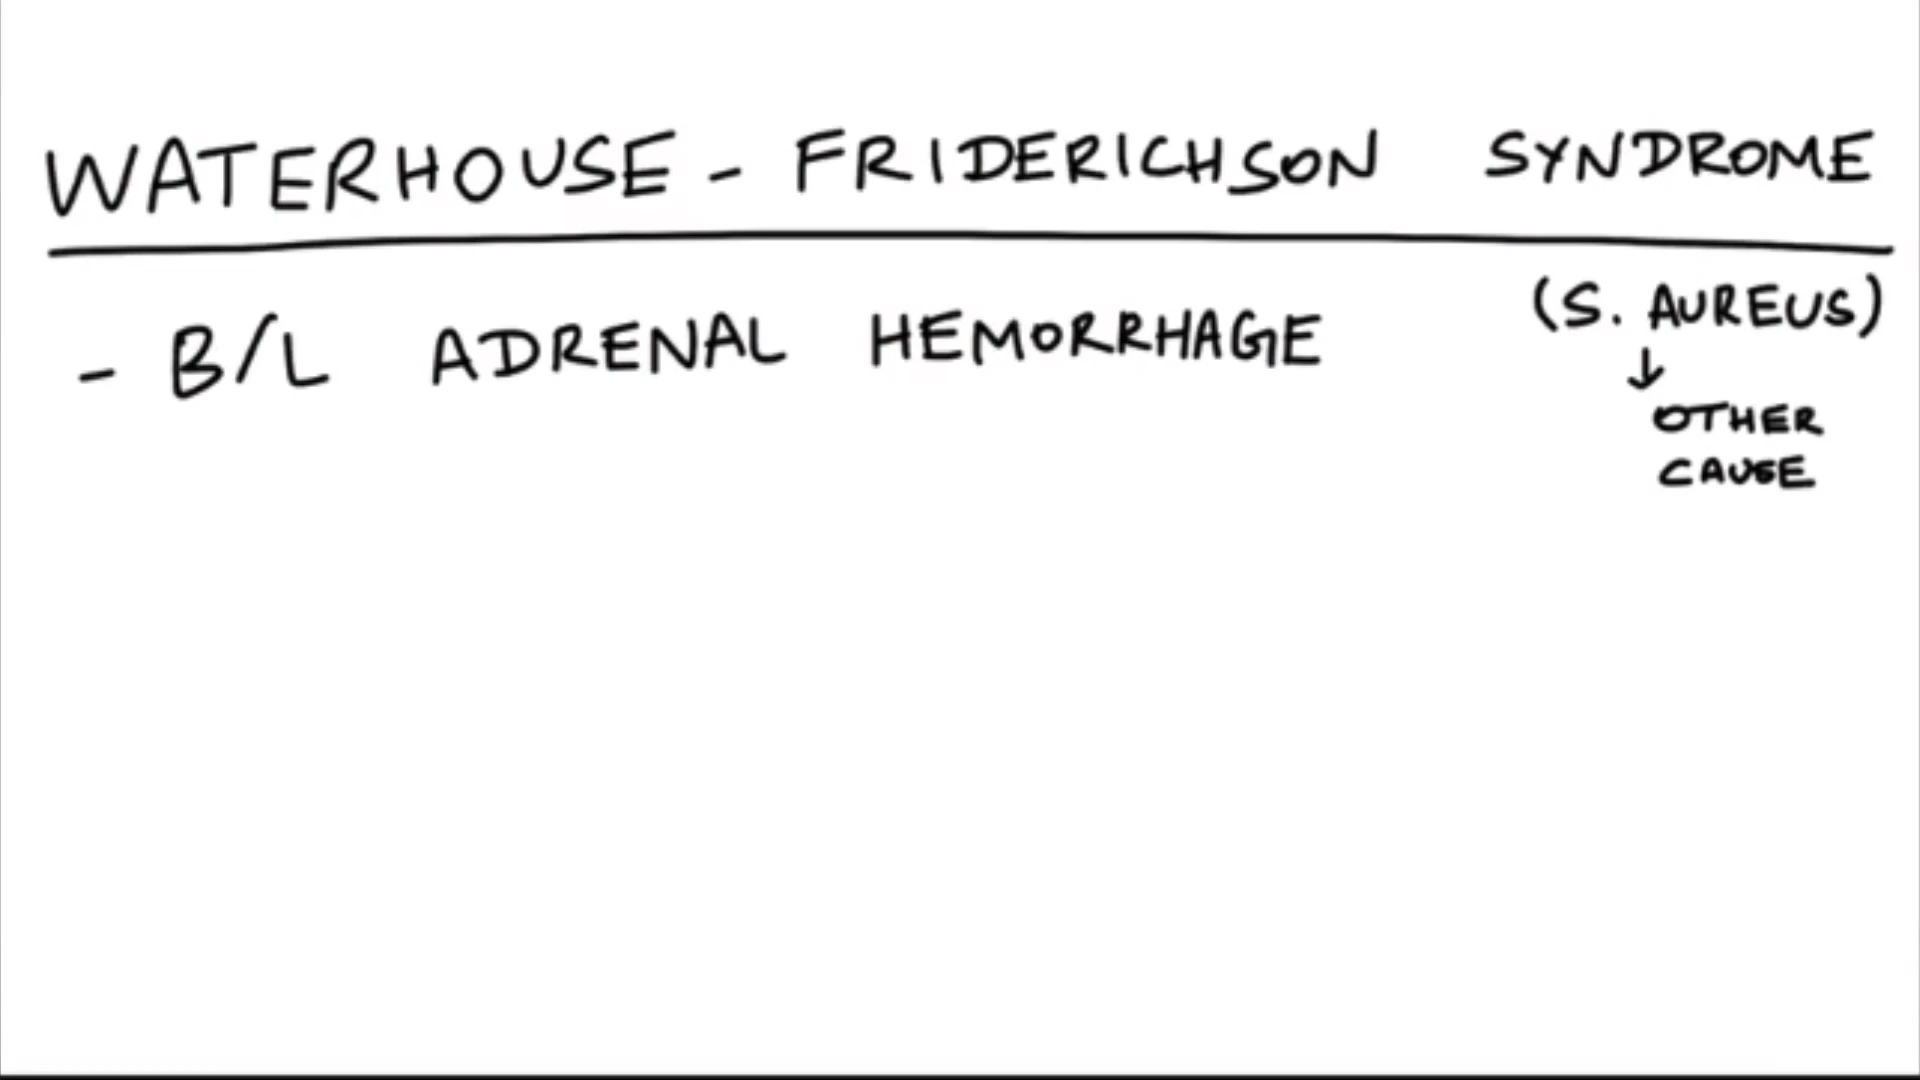 WATERHOUSE - FRIDERICHSON SYNDROME
- B/L ADRENAL HEMORRHAGE
(S. AUREUS)
↓
OTHER
CAUSE